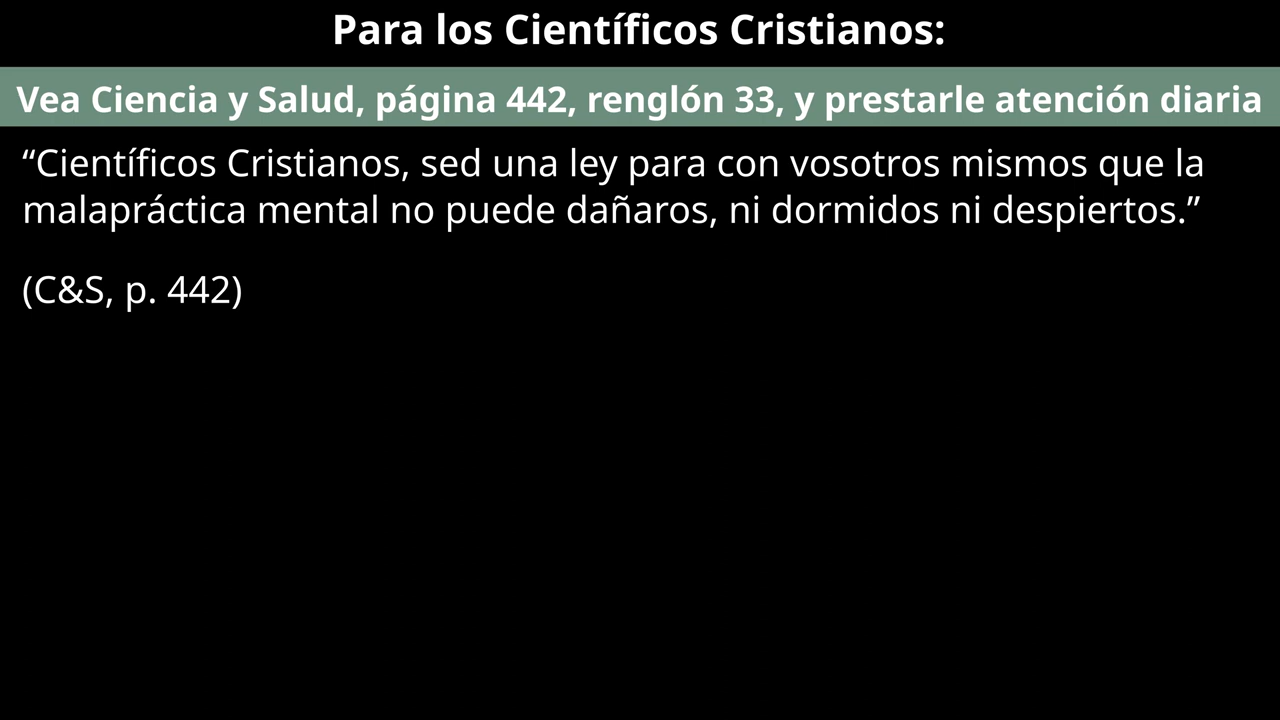 Para los Científicos Cristianos:
Vea Ciencia y Salud, página 442, renglón 33, y prestarle atención diaria
“Científicos Cristianos, sed una ley para con vosotros mismos que la
malapráctica mental no puede dañaros, ni dormidos ni despiertos.”
(C&S, p. 442)